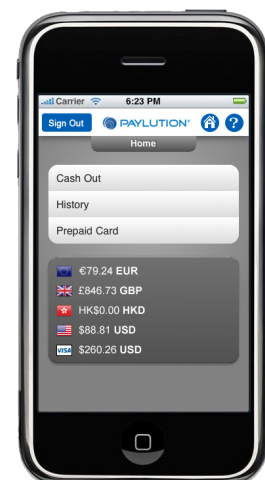 Carrier 6:23 PM
Sign Out PAYLUTION ?
Home
Cash Out
History
Prepaid Card
€79.24 EUR
£846.73 GBP
HK$0.00 HKD
$88.81 USD
VISA $260.26 USD